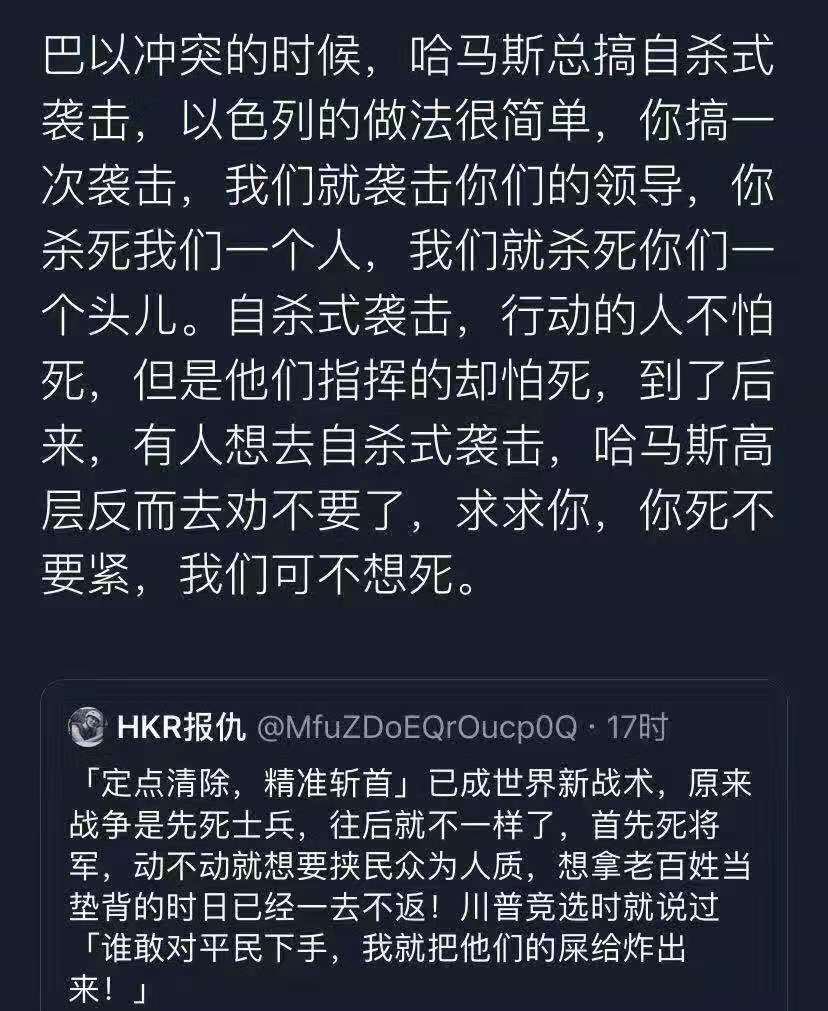 巴以冲突的时候，哈马斯总搞自杀式
袭击，以色列的做法很简单，你搞一
次袭击，我们就袭击你们的领导，你
杀死我们一个人，我们就杀死你们一
个头儿。自杀式袭击，行动的人不怕
死，但是他们指挥的却怕死，到了后
来，有人想去自杀式袭击，哈马斯高
层反而去劝不要了，求求你，你死不
要紧，我们可不想死。
HKR报仇 @MfuZDoEQrOucp0Q · 17时
「定点清除，精准斩首」已成世界新战术，原来
战争是先死士兵，往后就不一样了，首先死将
军，动不动就想要挟民众为人质，想拿老百姓当
垫背的时日已经一去不返！川普竞选时就说过
「谁敢对平民下手，我就把他们的屎给炸出
来！」